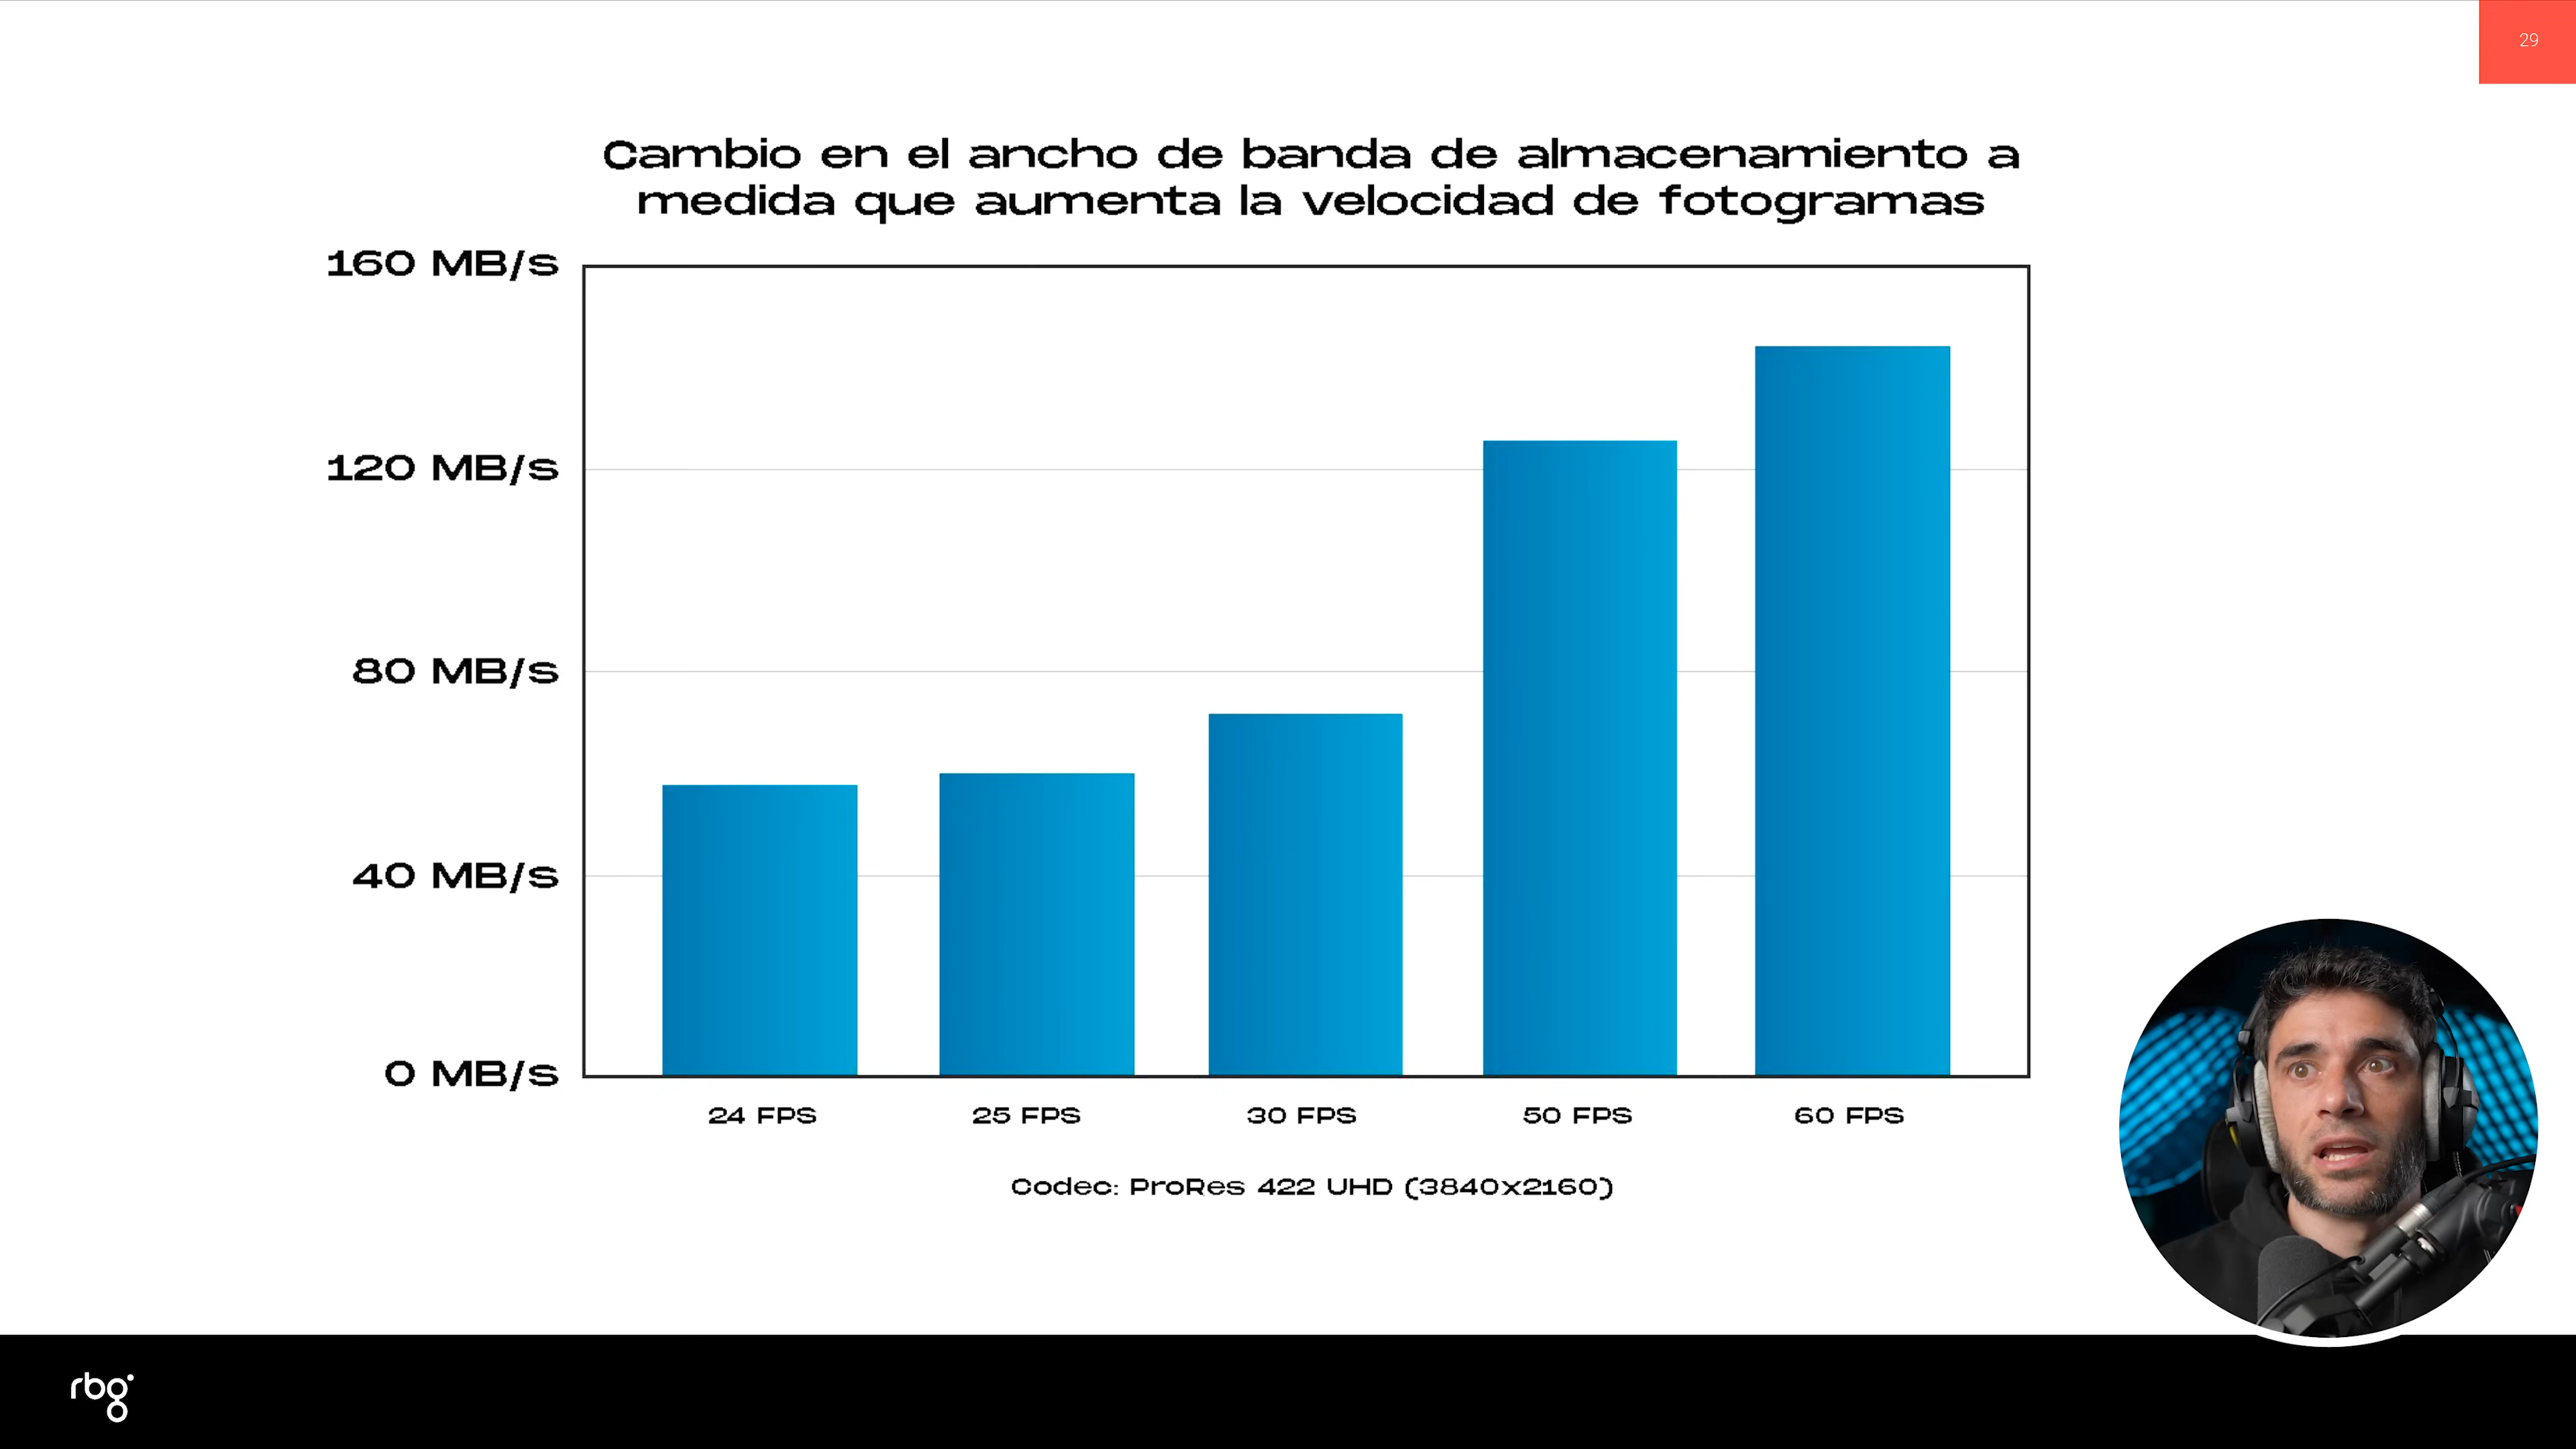 29
Cambio en el ancho de banda de almacenamiento a
medida que aumenta la velocidad de fotogramas
160 MB/s
120 MB/s
80 MB/s
40 MB/s
0 MB/s
24 FPS
25 FPS
30 FPS
50 FPS
60 FPS
Codec: ProRes 422 UHD (3840x2160)
rbg